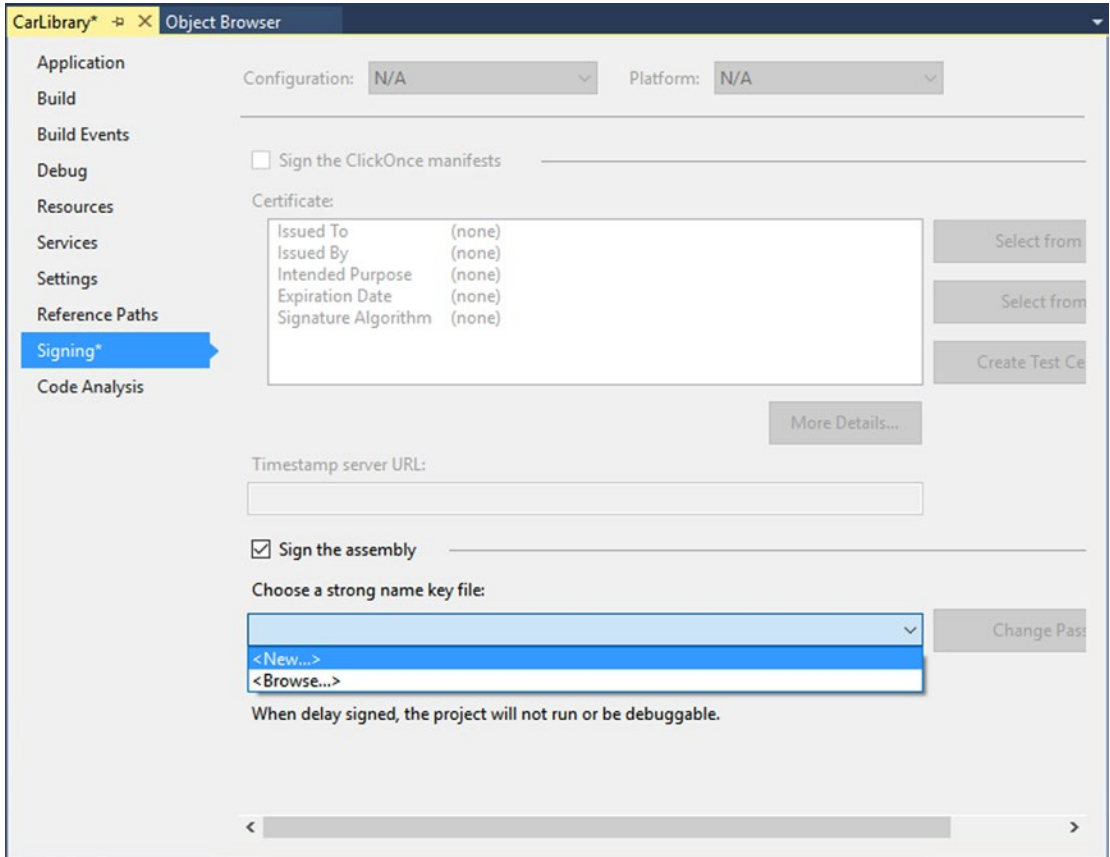 CarLibrary* Object Browser
Application
Build
Build Events
Debug
Resources
Services
Settings
Reference Paths
Signing*
Code Analysis
Configuration: N/A Platform: N/A
Sign the ClickOnce manifests
Certificate:
Issued To (none)
Issued By (none)
Intended Purpose (none)
Expiration Date (none)
Signature Algorithm (none)
Select from
Select from
Create Test Ce
More Details...
Timestamp server URL:
Sign the assembly
Choose a strong name key file:
Change Pass
<New...>
<Browse...>
When delay signed, the project will not run or be debuggable.